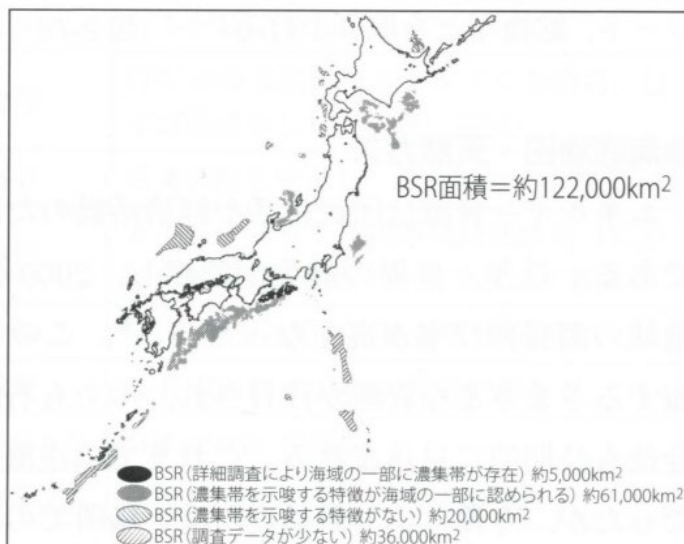 BSR面積＝約122,000km²
BSR（詳細調査により海域の一部に濃集帯が存在）約5,000km²
BSR（濃集帯を示唆する特徴が海域の一部に認められる）約61,000km²
BSR（濃集帯を示唆する特徴がない）約20,000km²
BSR（調査データが少ない）約36,000km²